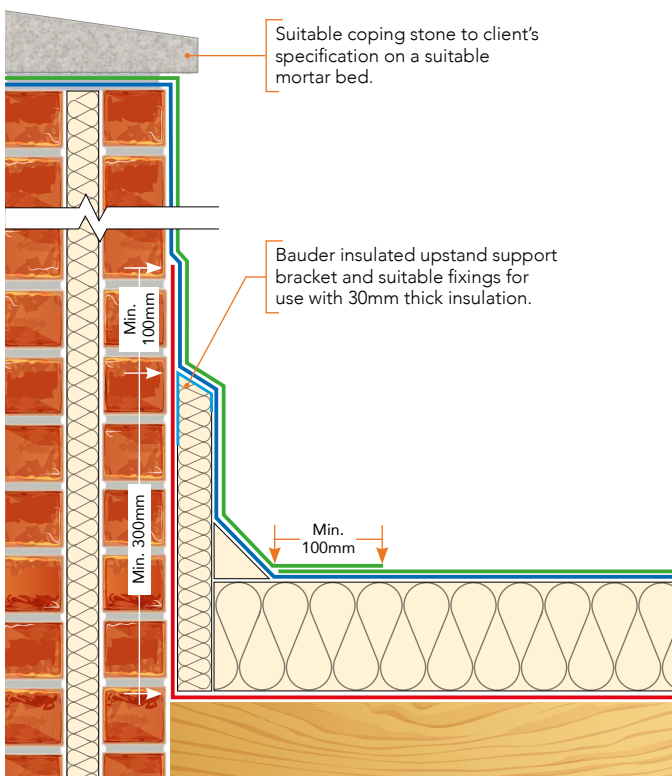 Suitable coping stone to client’s
specification on a suitable
mortar bed.
Bauder insulated upstand support
bracket and suitable fixings for
use with 30mm thick insulation.
Min.
100mm
Min. 300mm
Min.
100mm